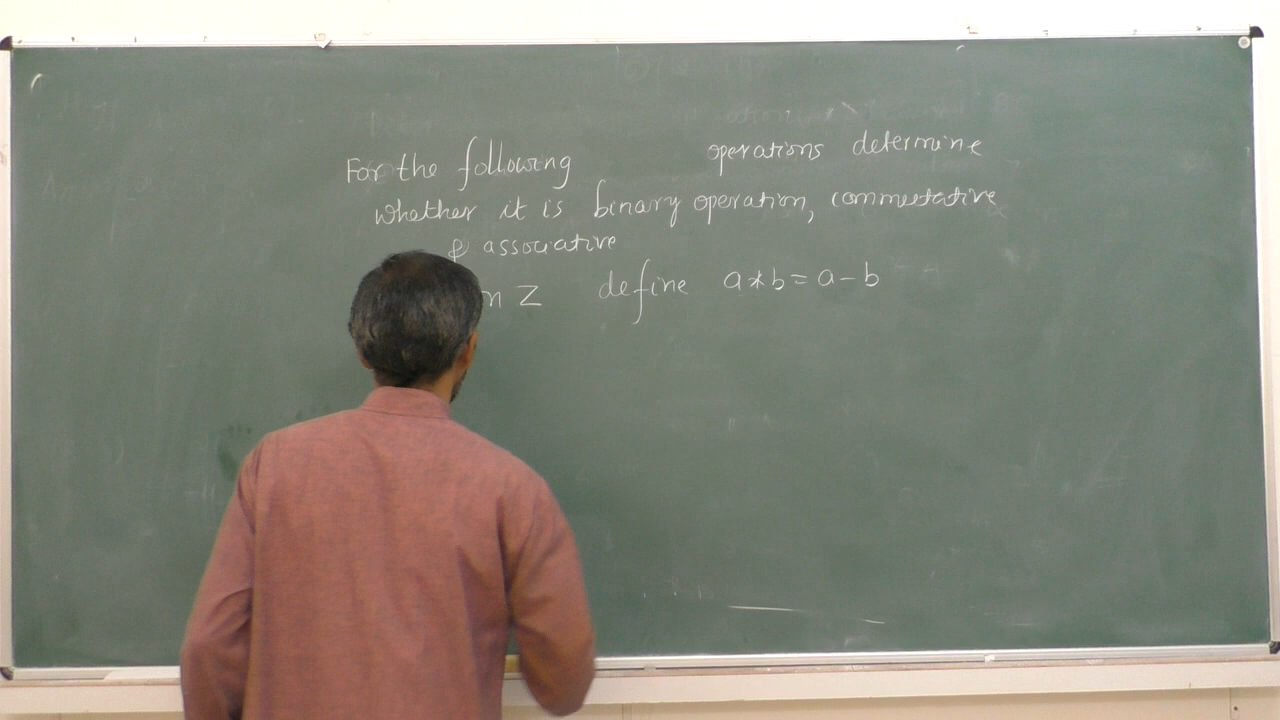 For the following operations determine
whether it is binary operation, commutative
& associative
n Z define a*b = a - b